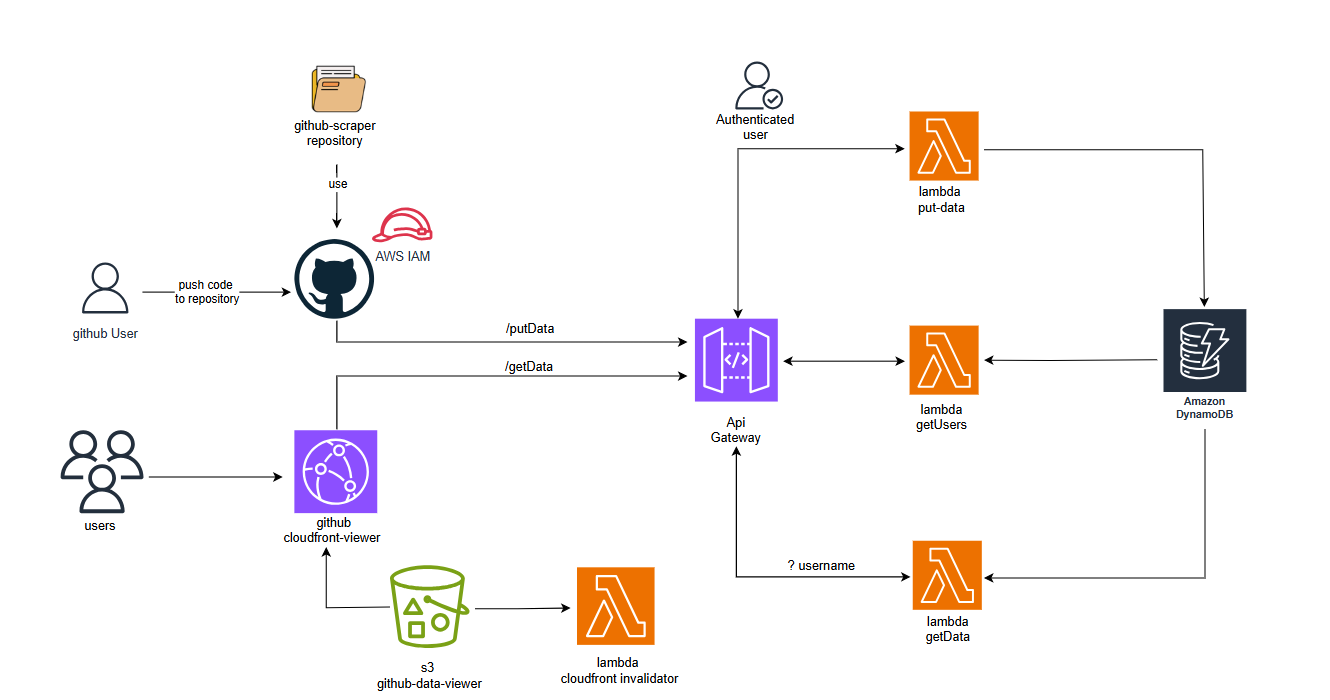 github-scraper
repository
use
AWS IAM
github User
push code
to repository
/putData
/getData
users
github
cloudfront-viewer
s3
github-data-viewer
lambda
cloudfront invalidator
Authenticated
user
Api
Gateway
lambda
put-data
lambda
getUsers
? username
lambda
getData
Amazon
DynamoDB